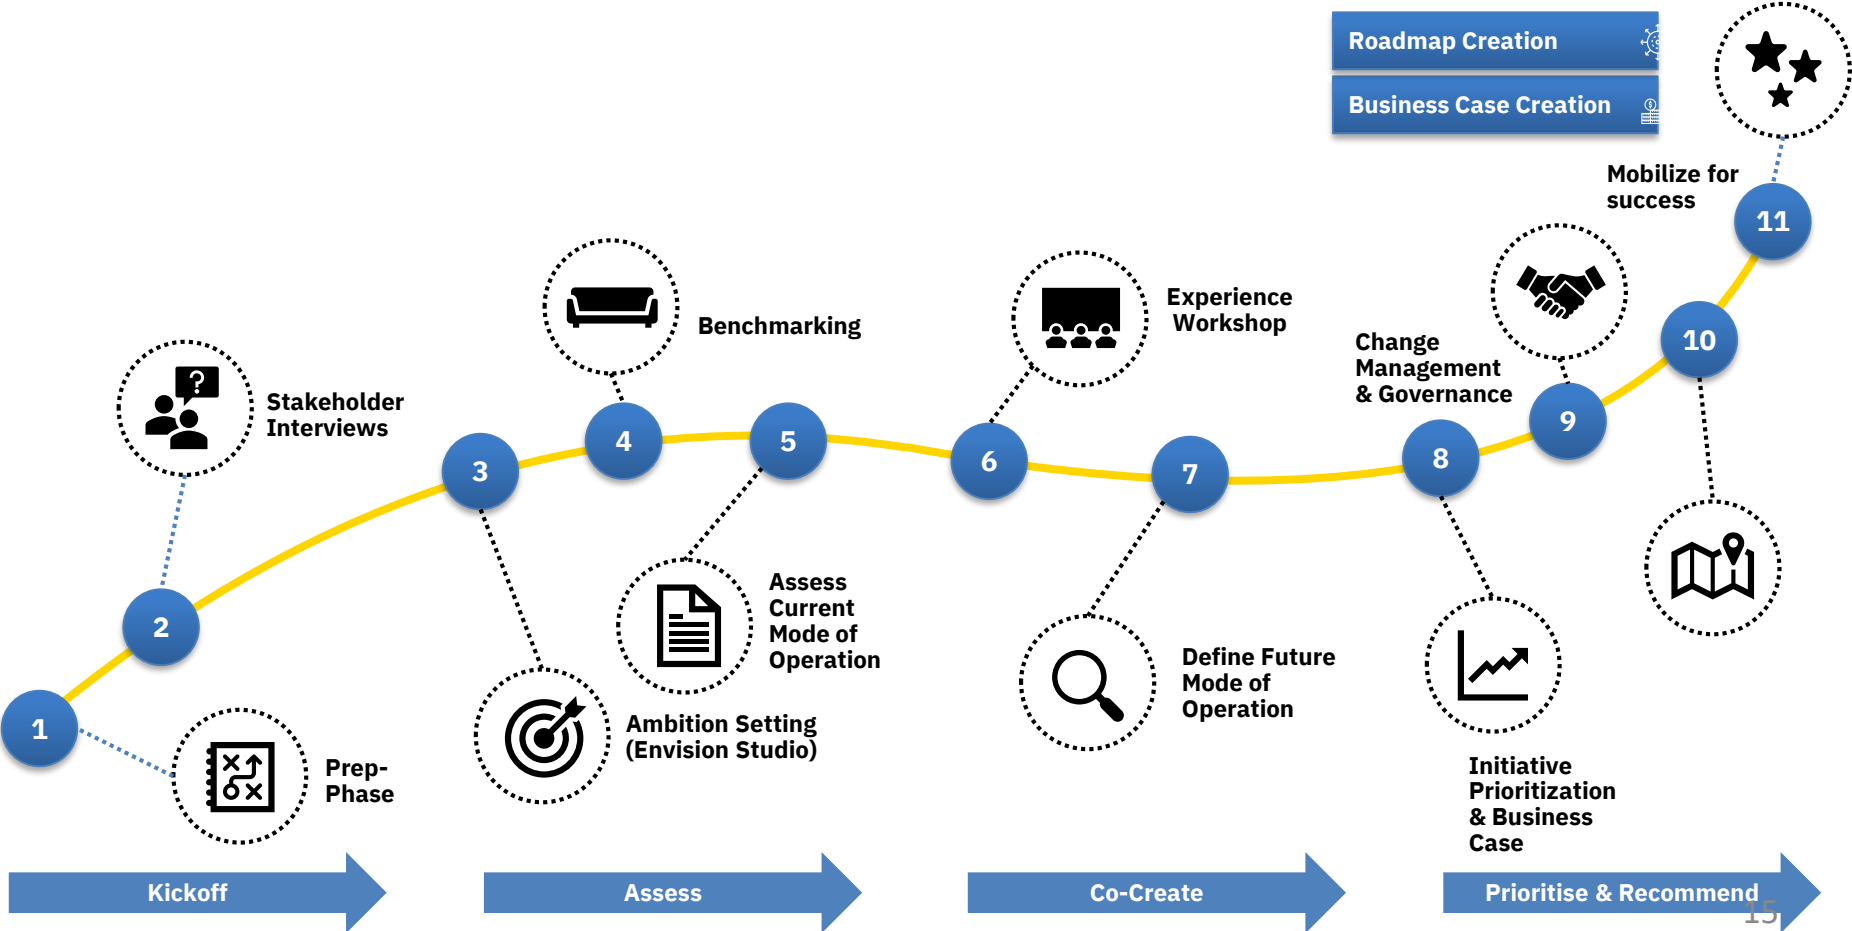 Roadmap Creation
Business Case Creation
Mobilize for
success
11
Experience
Workshop
Benchmarking
Change
Management
& Governance
10
Stakeholder
Interviews
?
3
4
5
6
7
8
9
Assess
Current
Mode of
Operation
2
Define Future
Mode of
Operation
1
Ambition Setting
(Envision Studio)
Prep-
Phase
Initiative
Prioritization
& Business
Case
Kickoff
Assess
Co-Create
Prioritise & Recommend
15